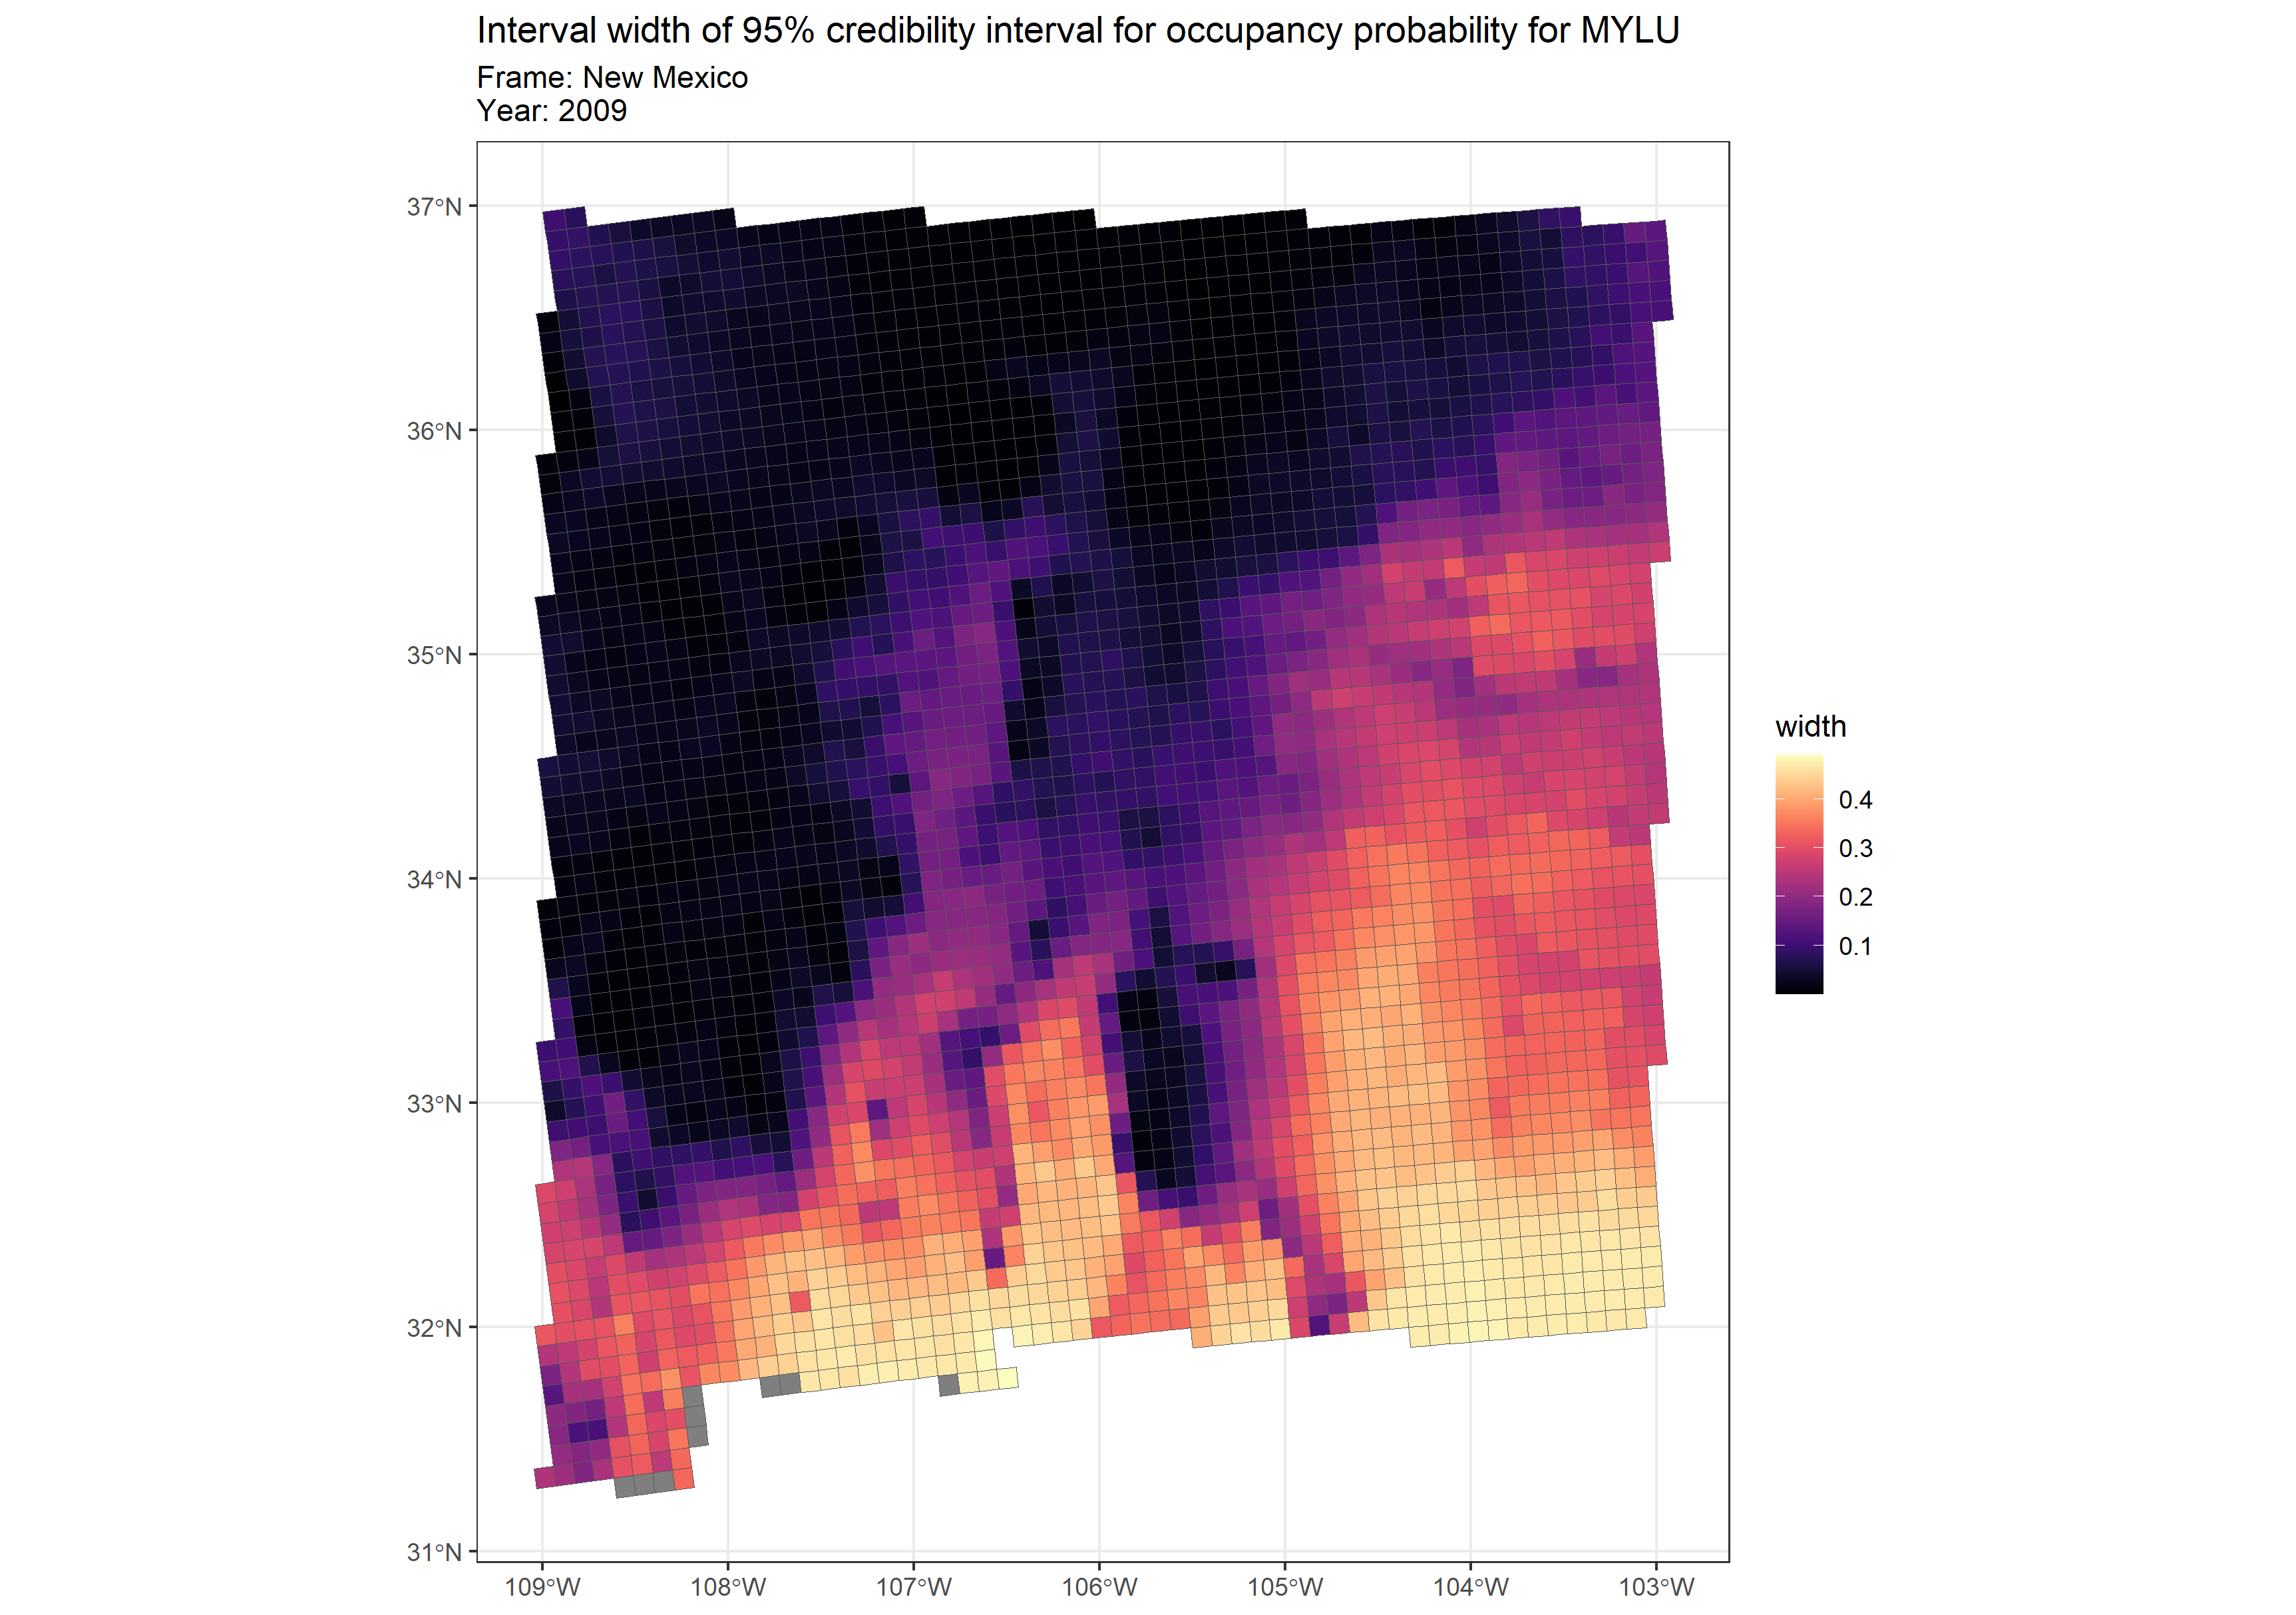 Interval width of 95% credibility interval for occupancy probability for MYLU
Frame: New Mexico
Year: 2009
37°N
36°N
35°N
34°N
33°N
32°N
31°N
109°W
108°W
107°W
106°W
105°W
104°W
103°W
width
0.4
0.3
0.2
0.1